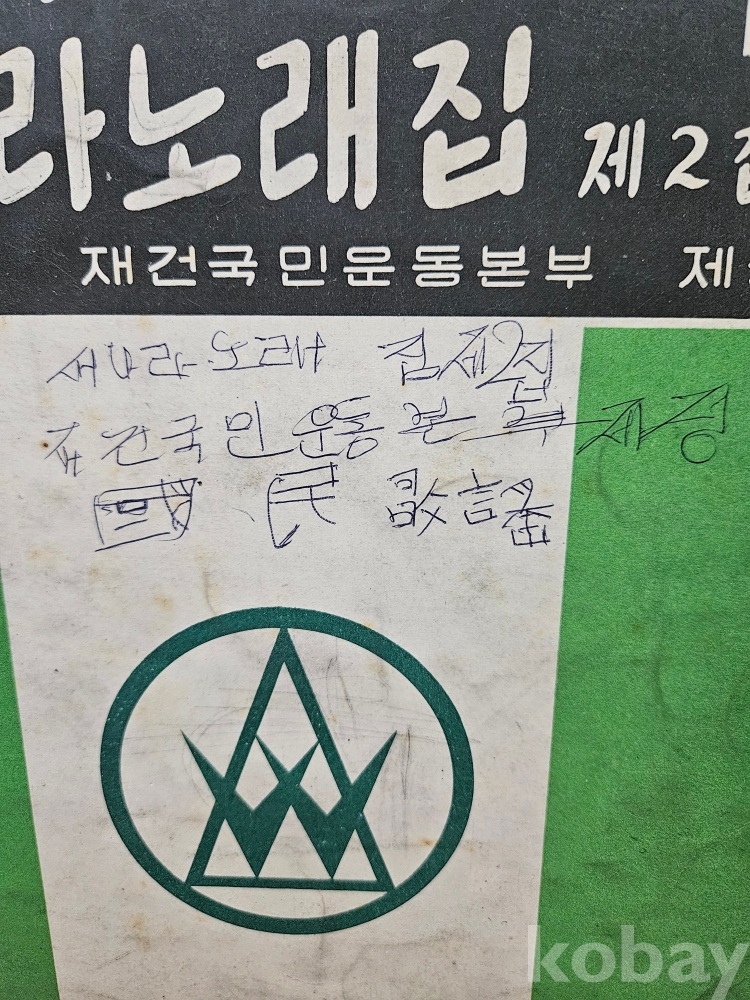 라노래집 제2집
재건국민운동본부 제
새나라 노래 집제2집
재건국민운동본부제정
國民歌謠
kobay